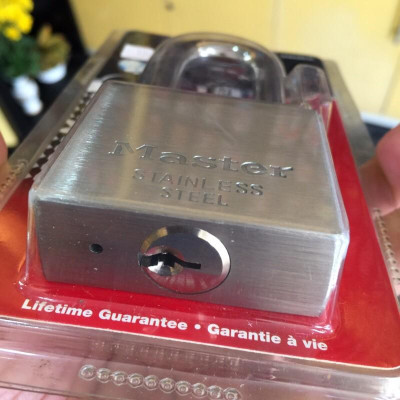 Master
STAINLESS
STEEL
Lifetime Guarantee • Garantie à vie